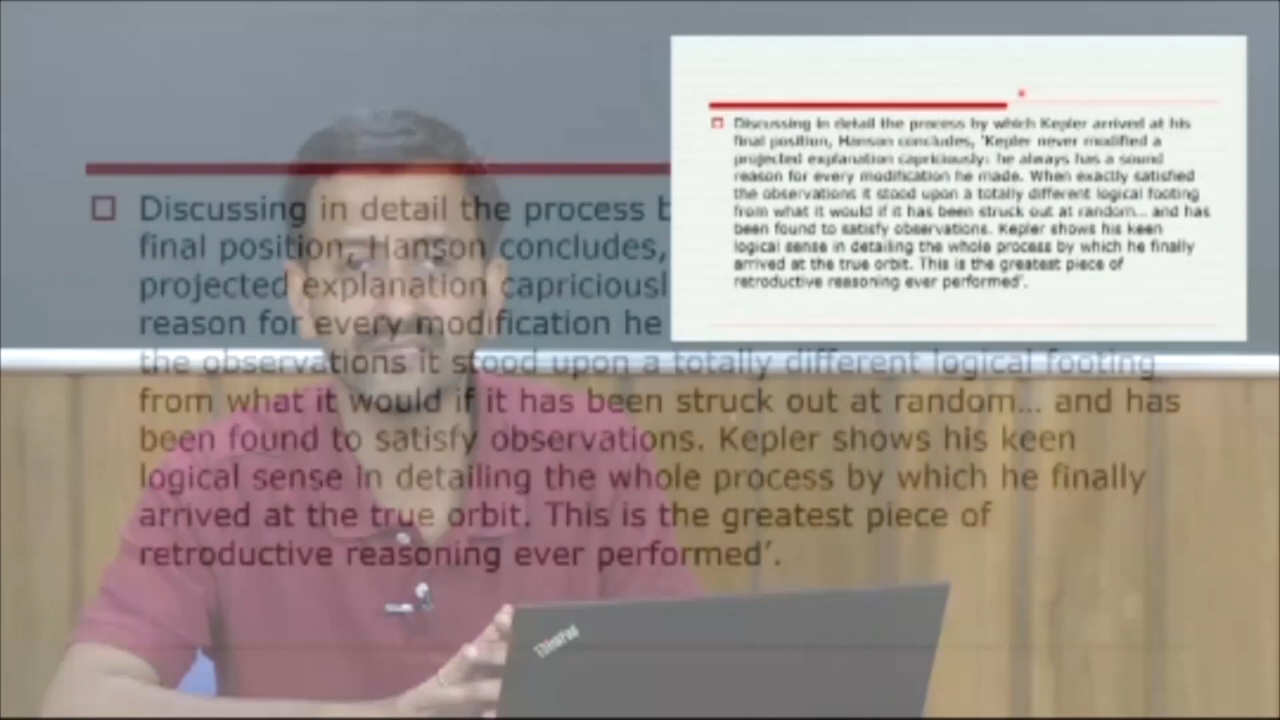 Discussing in detail the process by which Kepler arrived at his
final position, Hanson concludes, 'Kepler never modified a
projected explanation capriciously: he always has a sound
reason for every modification he made. When exactly satisfied
the observations it stood upon a totally different logical footing
from what it would if it has been struck out at random... and has
been found to satisfy observations. Kepler shows his keen
logical sense in detailing the whole process by which he finally
arrived at the true orbit. This is the greatest piece of
retroductive reasoning ever performed'.
Discussing in detail the process b
final position, Hanson concludes,
projected explanation capriciousl
reason for every modification he
the observations it stood upon a totally different logical footing
from what it would if it has been struck out at random... and has
been found to satisfy observations. Kepler shows his keen
logical sense in detailing the whole process by which he finally
arrived at the true orbit. This is the greatest piece of
retroductive reasoning ever performed'.
ThinkPad